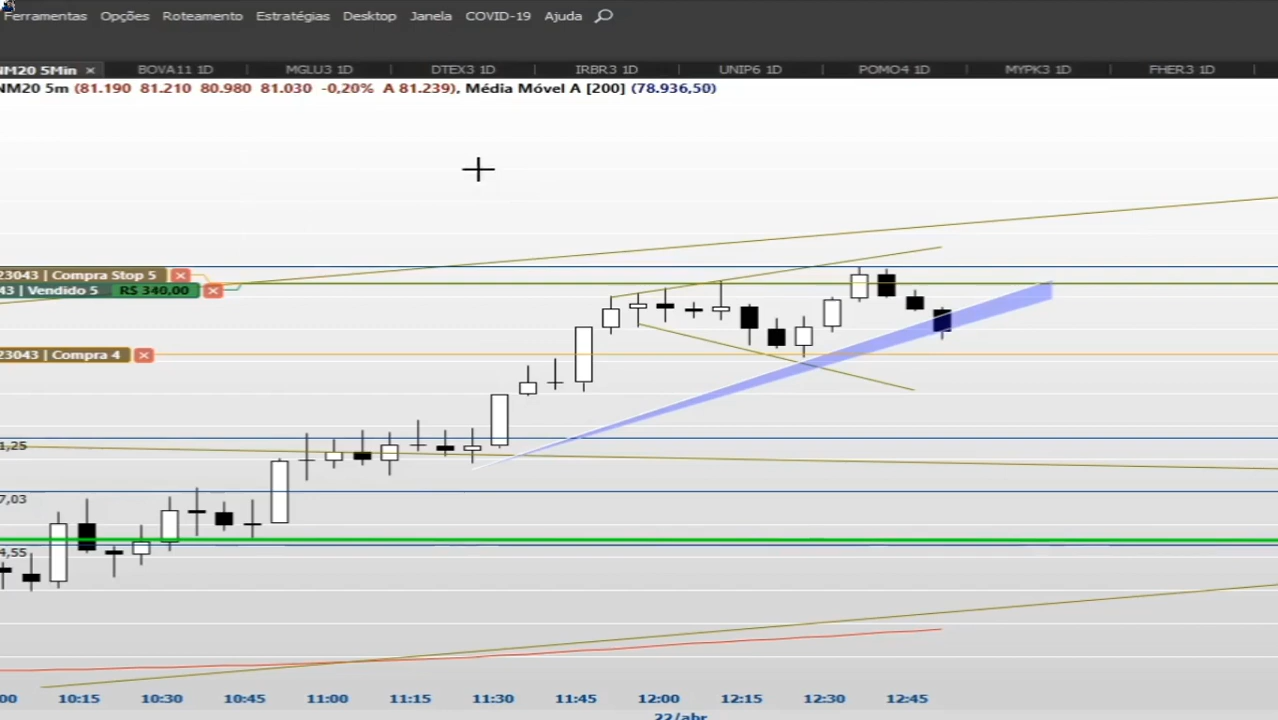 Ferramentas Opções Roteamento Estratégias Desktop Janela COVID-19 Ajuda
NM20 5Min BOVA11 1D MGLU3 1D DTEX3 1D IRBR3 1D UNIP6 1D POMO4 1D MYPK3 1D FHER3 1D
NM20 5m (81.190 81.210 80.980 81.030 -0,20% A 81.239), Média Móvel A [200] (78.936,50)
23043 | Compra Stop 5
43 | Vendido 5 R$ 340,00
23043 | Compra 4
1,25
7,03
4,55
:00 10:15 10:30 10:45 11:00 11:15 11:30 11:45 12:00 12:15 12:30 12:45
22/abr